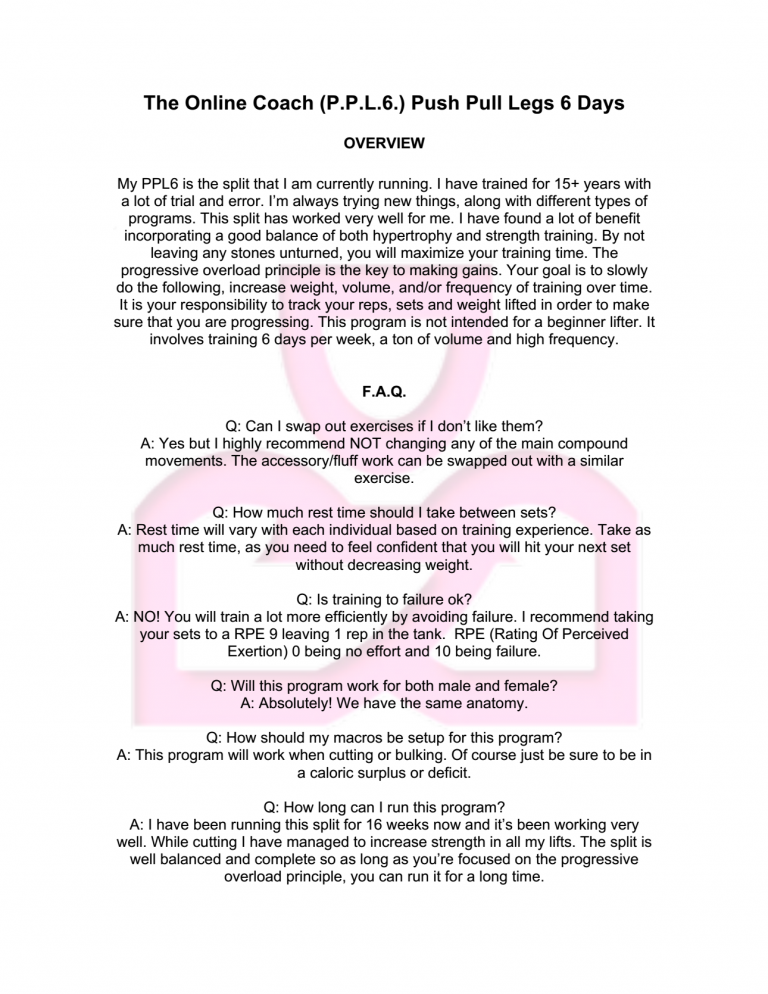 The Online Coach (P.P.L.6.) Push Pull Legs 6 Days
OVERVIEW
My PPL6 is the split that I am currently running. I have trained for 15+ years with
a lot of trial and error. I’m always trying new things, along with different types of
programs. This split has worked very well for me. I have found a lot of benefit
incorporating a good balance of both hypertrophy and strength training. By not
leaving any stones unturned, you will maximize your training time. The
progressive overload principle is the key to making gains. Your goal is to slowly
do the following, increase weight, volume, and/or frequency of training over time.
It is your responsibility to track your reps, sets and weight lifted in order to make
sure that you are progressing. This program is not intended for a beginner lifter. It
involves training 6 days per week, a ton of volume and high frequency.
F.A.Q.
Q: Can I swap out exercises if I don’t like them?
A: Yes but I highly recommend NOT changing any of the main compound
movements. The accessory/fluff work can be swapped out with a similar
exercise.
Q: How much rest time should I take between sets?
A: Rest time will vary with each individual based on training experience. Take as
much rest time, as you need to feel confident that you will hit your next set
without decreasing weight.
Q: Is training to failure ok?
A: NO! You will train a lot more efficiently by avoiding failure. I recommend taking
your sets to a RPE 9 leaving 1 rep in the tank.  RPE (Rating Of Perceived
Exertion) 0 being no effort and 10 being failure.
Q: Will this program work for both male and female?
A: Absolutely! We have the same anatomy.
Q: How should my macros be setup for this program?
A: This program will work when cutting or bulking. Of course just be sure to be in
a caloric surplus or deficit.
Q: How long can I run this program?
A: I have been running this split for 16 weeks now and it’s been working very
well. While cutting I have managed to increase strength in all my lifts. The split is
well balanced and complete so as long as you’re focused on the progressive
overload principle, you can run it for a long time.